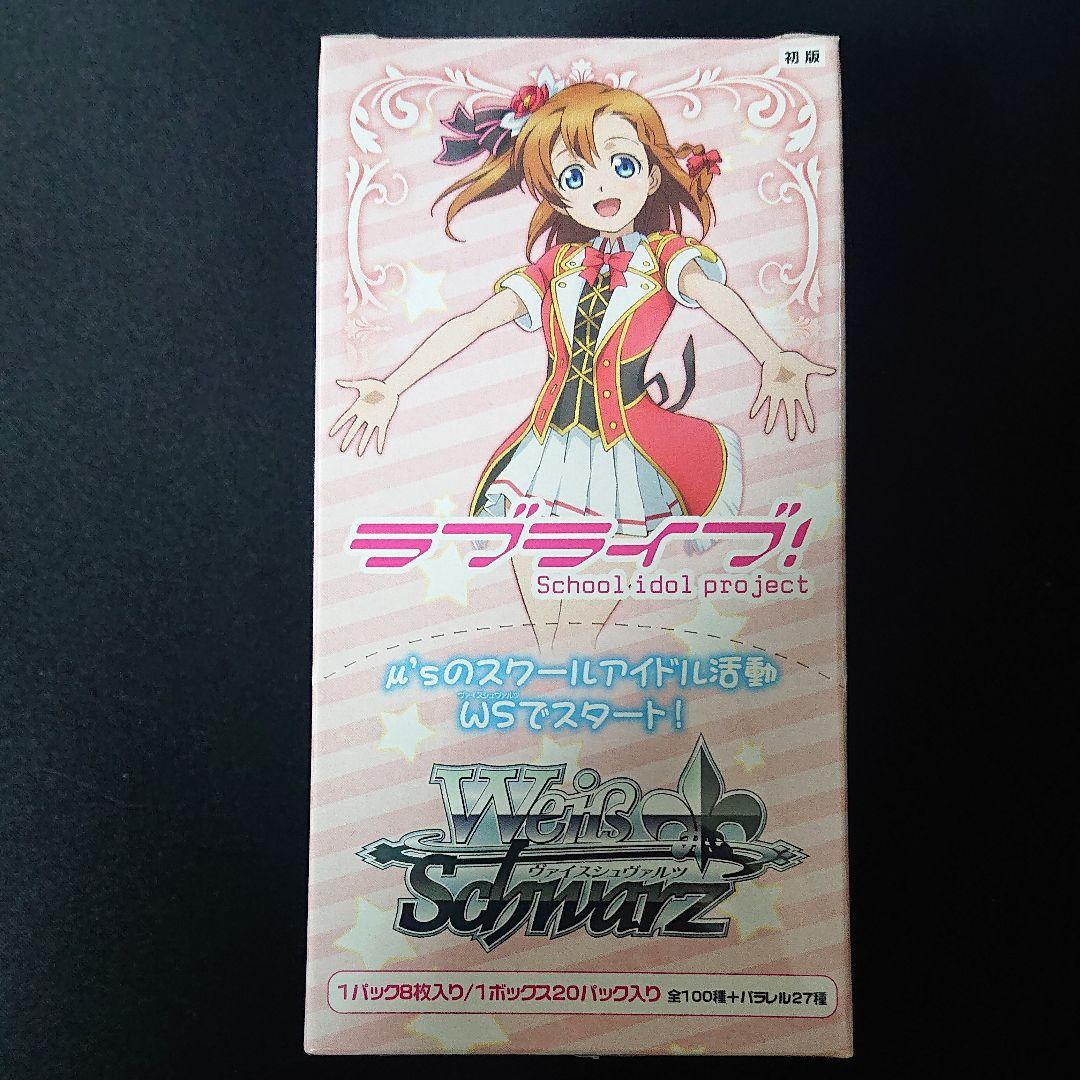 初版
ラブライブ!
School idol project
μ'sのスクールアイドル活動
ヴァイスシュヴァルツ
WSでスタート!
Weiß
ヴァイスシュヴァルツ
Schwarz
1パック8枚入り/1ボックス20パック入り 全100種+パラレル27種